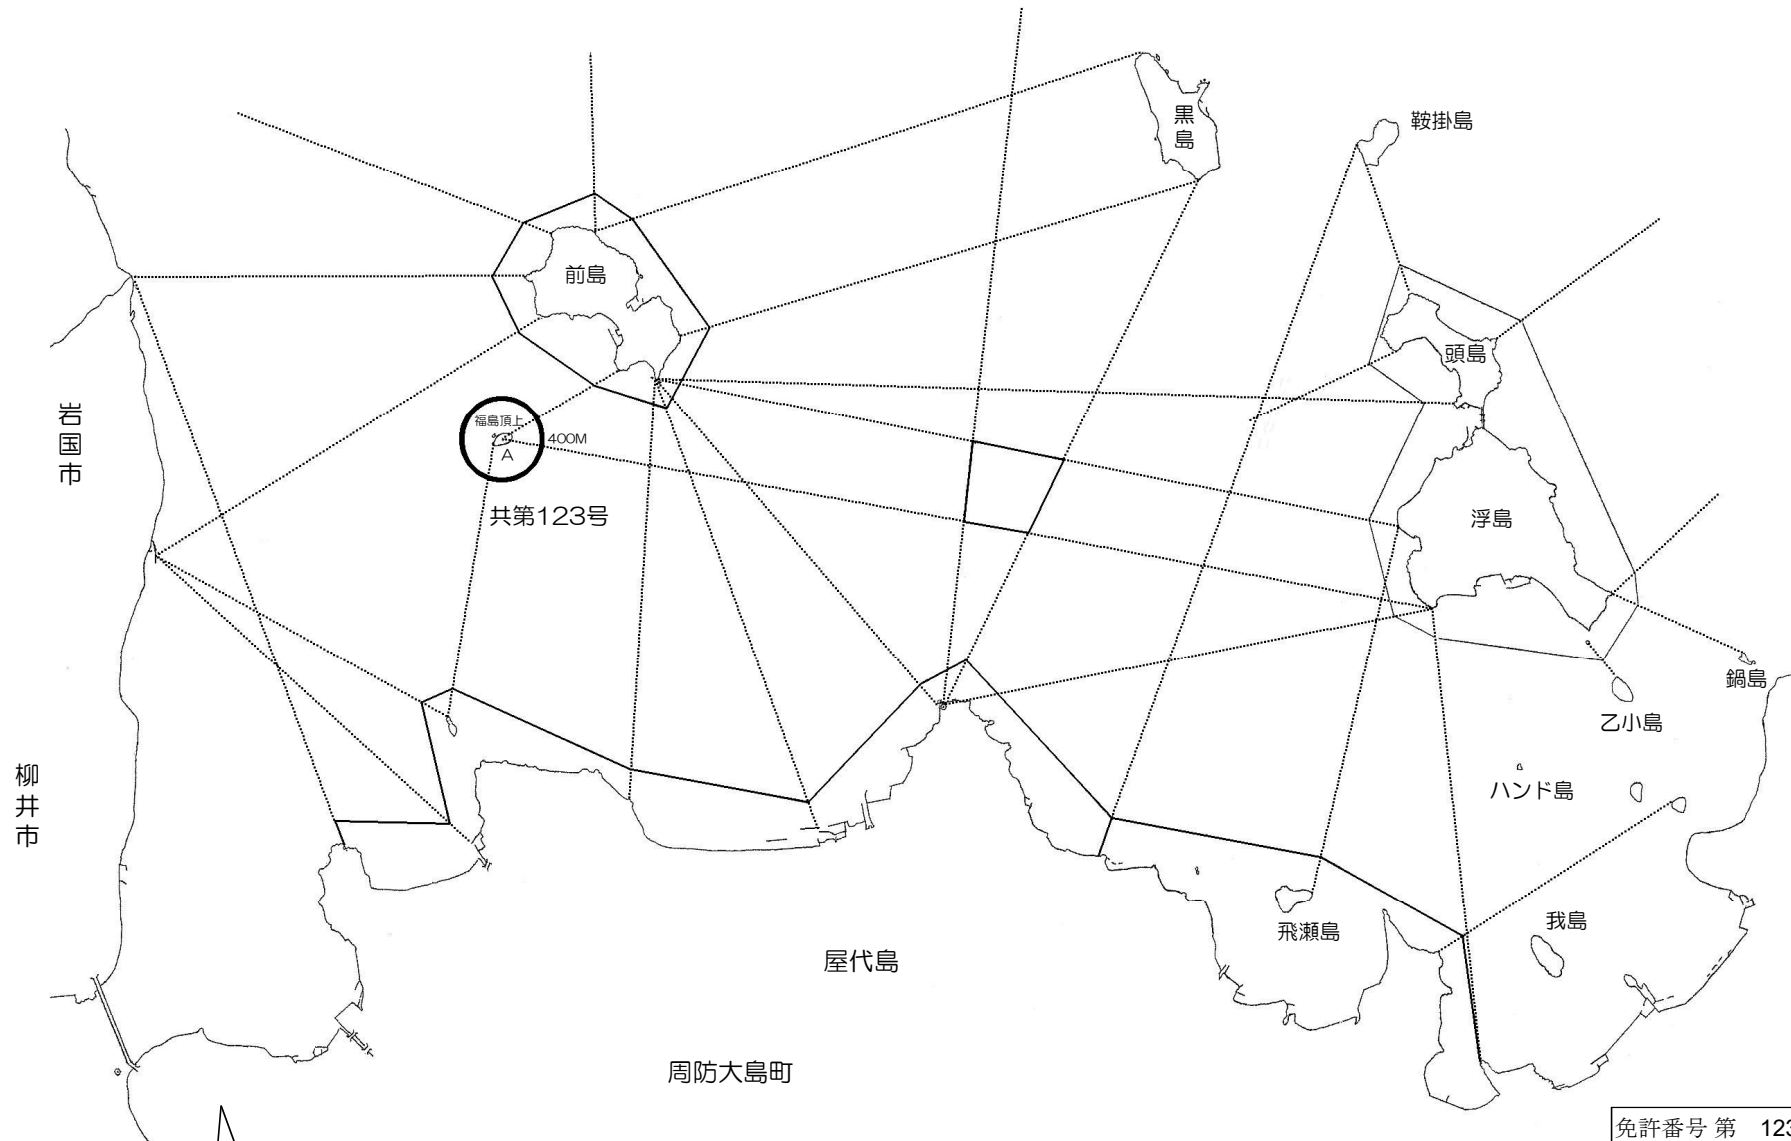 黒島
鞍掛島
前島
頭島
岩国市
福島頂上
400M
A
共第123号
浮島
鍋島
乙小島
柳井市
ハンド島
我島
飛瀬島
屋代島
周防大島町
免許番号 第 123